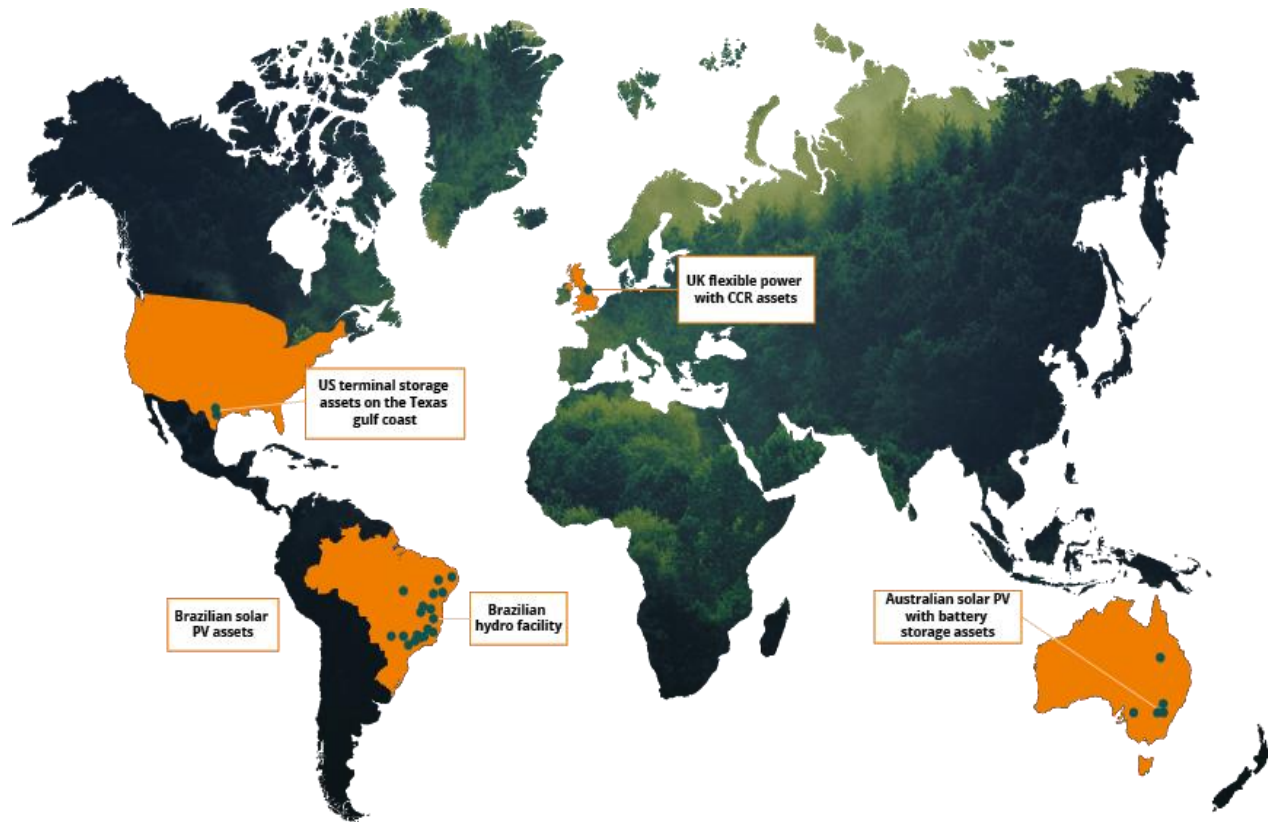 UK flexible power
with CCR assets
US terminal storage
assets on the Texas
gulf coast
Brazilian solar
PV assets
Brazilian
hydro facility
Australian solar PV
with battery
storage assets